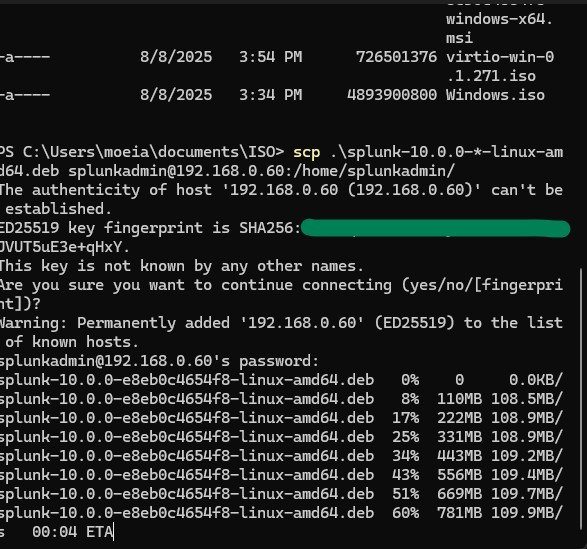 windows-x64.
msi
-a---- 8/8/2025 3:54 PM 726501376 virtio-win-0
.1.271.iso
-a---- 8/8/2025 3:34 PM 4893900800 Windows.iso
PS C:\Users\moeia\documents\ISO> scp .\splunk-10.0.0-*-linux-am
d64.deb splunkadmin@192.168.0.60:/home/splunkadmin/
The authenticity of host '192.168.0.60 (192.168.0.60)' can't be
established.
ED25519 key fingerprint is SHA256:
JVUT5uE3e+qHxY.
This key is not known by any other names.
Are you sure you want to continue connecting (yes/no/[fingerpri
nt])?
Warning: Permanently added '192.168.0.60' (ED25519) to the list
of known hosts.
splunkadmin@192.168.0.60's password:
splunk-10.0.0-e8eb0c4654f8-linux-amd64.deb 0% 0 0.0KB/
splunk-10.0.0-e8eb0c4654f8-linux-amd64.deb 8% 110MB 108.5MB/
splunk-10.0.0-e8eb0c4654f8-linux-amd64.deb 17% 222MB 108.9MB/
splunk-10.0.0-e8eb0c4654f8-linux-amd64.deb 25% 331MB 108.9MB/
splunk-10.0.0-e8eb0c4654f8-linux-amd64.deb 34% 443MB 109.2MB/
splunk-10.0.0-e8eb0c4654f8-linux-amd64.deb 43% 556MB 109.4MB/
splunk-10.0.0-e8eb0c4654f8-linux-amd64.deb 51% 669MB 109.7MB/
splunk-10.0.0-e8eb0c4654f8-linux-amd64.deb 60% 781MB 109.9MB/
s 00:04 ETA